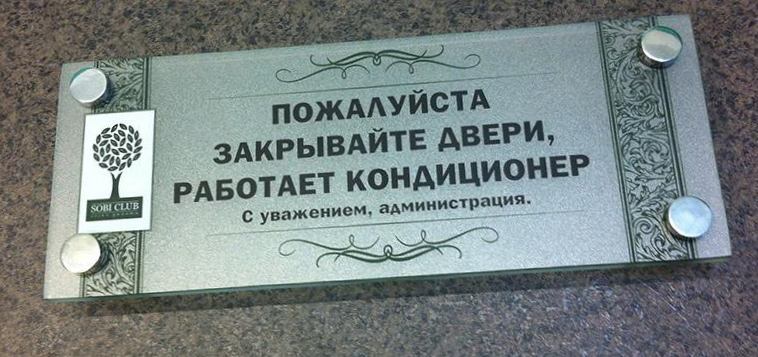 ПОЖАЛУЙСТА
ЗАКРЫВАЙТЕ ДВЕРИ,
РАБОТАЕТ КОНДИЦИОНЕР
С уважением, администрация.
SOBI CLUB